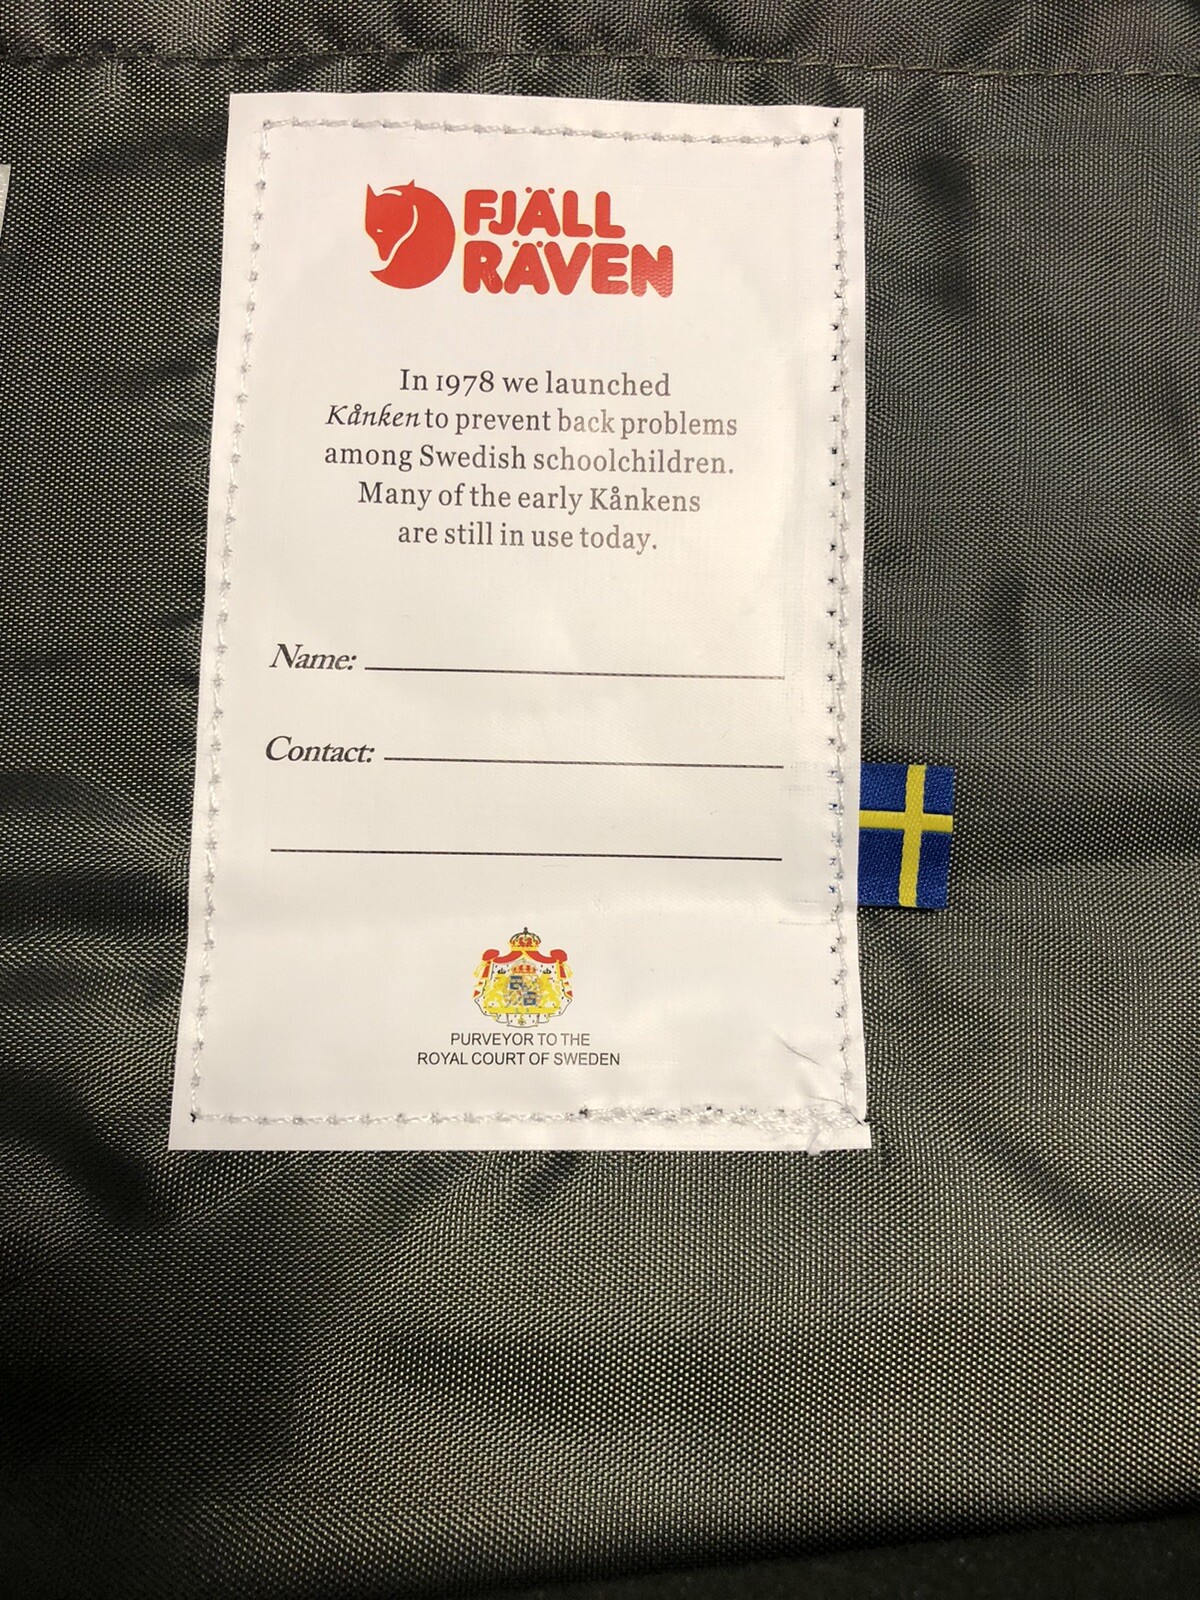 FJÄLL
RÄVEN
In 1978 we launched
Kånken to prevent back problems
among Swedish schoolchildren.
Many of the early Kånkens
are still in use today.
Name:
Contact:
PURVEYOR TO THE
ROYAL COURT OF SWEDEN